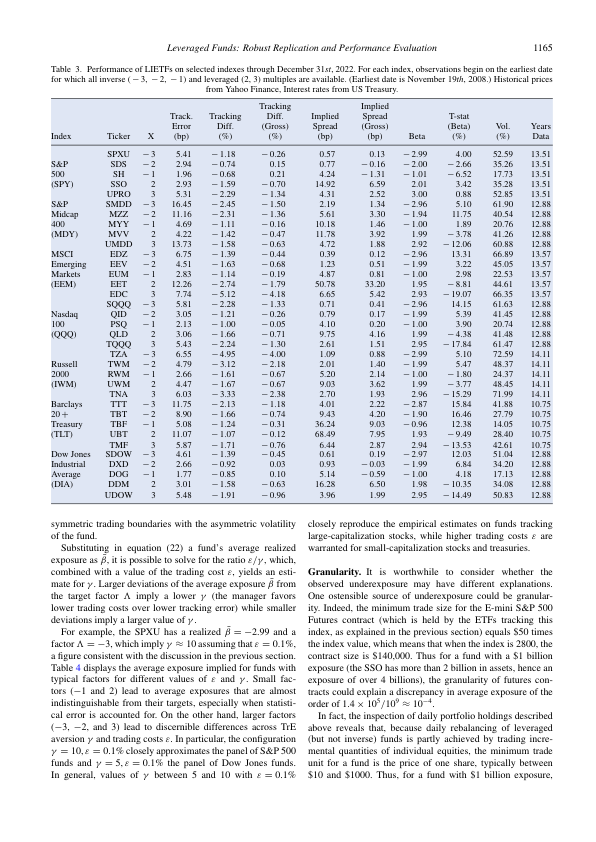 Leveraged Funds: Robust Replication and Performance Evaluation 1165
Table 3. Performance of LIETFs on selected indexes through December 31st, 2022. For each index, observations begin on the earliest date
for which all inverse (−3, −2, −1) and leveraged (2, 3) multiples are available. (Earliest date is November 19th, 2008.) Historical prices
from Yahoo Finance, Interest rates from US Treasury.
Tracking Implied
Track. Tracking Diff. Implied Spread T-stat
Error Diff. (Gross) Spread (Gross) (Beta) Vol. Years
Index Ticker X (bp) (%) (%) (%) (%) Beta (%) (%) Data
SPXU −3 5.41 −1.18 −0.26 0.57 0.13 −2.99 4.00 52.59 13.51
S&P SDS −2 2.94 −0.74 0.15 0.77 −0.16 −2.00 −2.66 35.26 13.51
500 SH −1 1.96 −0.68 0.21 4.24 −1.31 −1.01 −6.52 17.73 13.51
(SPY) SSO 2 2.93 −1.59 −0.70 14.92 6.59 2.01 3.42 35.28 13.51
UPRO 3 5.31 −2.29 −1.34 4.31 2.52 3.00 0.88 52.85 13.51
S&P SMDD −3 16.45 −2.45 −1.50 2.19 1.34 −2.96 5.10 61.90 12.88
Midcap MZZ −2 11.16 −2.31 −1.36 5.61 3.30 −1.94 11.75 40.54 12.88
400 MYY −1 4.69 −1.11 −0.16 10.18 1.46 −1.00 1.89 20.76 12.88
(MDY) MVV 2 4.22 −1.42 −0.47 11.78 3.92 1.99 −3.78 41.26 12.88
UMDD 3 13.73 −1.58 −0.63 4.72 1.88 2.92 −12.06 60.88 12.88
MSCI EDZ −3 6.75 −1.39 −0.44 0.39 0.12 −2.96 13.31 66.89 13.57
Emerging EEV −2 4.51 −1.63 −0.68 1.23 0.51 −1.99 3.22 45.05 13.57
Markets EUM −1 2.83 −1.14 −0.19 4.87 0.81 −1.00 2.98 22.53 13.57
(EEM) EET 2 12.26 −2.74 −1.79 50.78 33.20 1.95 −8.81 44.61 13.57
EDC 3 7.74 −5.12 −4.18 6.65 5.42 2.93 −19.07 66.35 13.57
SQQQ −3 5.81 −2.28 −1.33 0.71 0.41 −2.96 14.15 61.63 12.88
Nasdaq QID −2 3.05 −1.21 −0.26 0.79 0.17 −1.99 5.39 41.45 12.88
100 PSQ −1 2.13 −1.00 −0.05 4.10 0.20 −1.00 3.90 20.74 12.88
(QQQ) QLD 2 3.06 −1.66 −0.71 9.75 4.16 1.99 −4.38 41.48 12.88
TQQQ 3 5.43 −2.24 −1.30 2.61 1.51 2.95 −17.84 61.47 12.88
TZA −3 6.55 −4.95 −4.00 1.09 0.88 −2.99 5.10 72.59 14.11
Russell TWM −2 4.79 −3.12 −2.18 2.01 1.40 −1.99 5.47 48.37 14.11
2000 RWM −1 2.66 −1.61 −0.67 5.20 2.14 −1.00 −1.80 24.37 14.11
(IWM) UWM 2 4.47 −1.67 −0.67 9.03 3.62 1.99 −3.77 48.45 14.11
TNA 3 6.03 −3.33 −2.38 2.70 1.93 2.96 −15.29 71.99 14.11
Barclays TTT −3 11.75 −2.13 −1.18 4.01 2.22 −2.87 15.84 41.88 10.75
20+ TBT −2 8.90 −1.66 −0.74 9.43 4.20 −1.90 16.46 27.79 10.75
Treasury TBF −1 5.08 −1.24 −0.31 36.24 9.03 −0.96 12.38 14.05 10.75
(TLT) UBT 2 11.07 −1.07 −0.12 68.49 7.95 1.93 −9.49 28.40 10.75
TMF 3 5.87 −1.71 −0.76 6.44 2.87 2.94 −13.53 42.61 10.75
Dow Jones SDOW −3 4.61 −1.39 −0.45 0.61 0.19 −2.97 12.03 51.04 12.88
Industrial DXD −2 2.66 −0.92 0.03 0.93 −0.03 −1.99 6.84 34.20 12.88
Average DOG −1 1.77 −0.85 0.10 5.14 −0.59 −1.00 4.18 17.13 12.88
(DIA) DDM 2 3.01 −1.58 −0.63 16.28 6.50 1.98 −10.35 34.08 12.88
UDOW 3 5.48 −1.91 −0.96 3.96 1.99 2.95 −14.49 50.83 12.88
symmetric trading boundaries with the asymmetric volatility
of the fund.
Substituting in equation (22) a fund's average realized
exposure as β̄, it is possible to solve for the ratio ε/γ, which,
combined with a value of the trading cost ε, yields an esti-
mate for γ. Larger deviations of the average exposure β̄ from
the target factor Λ imply a lower γ (the manager favors
lower trading costs over lower tracking error) while smaller
deviations imply a larger value of γ.
For example, the SPXU has a realized β̄ = −2.99 and a
factor Λ = −3, which imply γ ≈ 10 assuming that ε = 0.1%,
a figure consistent with the discussion in the previous section.
Table 4 displays the average exposure implied for funds with
typical factors for different values of ε and γ. Small fac-
tors (−1 and 2) lead to average exposures that are almost
indistinguishable from their targets, especially when statisti-
cal error is accounted for. On the other hand, larger factors
(−3, −2, and 3) lead to discernible differences across TrE
aversion γ and trading costs ε. In particular, the configuration
γ = 10, ε = 0.1% closely approximates the panel of S&P 500
funds and γ = 5, ε = 0.1% the panel of Dow Jones funds.
In general, values of γ between 5 and 10 with ε = 0.1%
closely reproduce the empirical estimates on funds tracking
large-capitalization stocks, while higher trading costs ε are
warranted for small-capitalization stocks and treasuries.
Granularity. It is worthwhile to consider whether the
observed underexposure may have different explanations.
One ostensible source of underexposure could be granular-
ity. Indeed, the minimum trade size for the E-mini S&P 500
Futures contract (which is held by the ETFs tracking this
index, as explained in the previous section) equals $50 times
the index value, which means that when the index is 2800, the
contract size is $140,000. Thus for a fund with a $1 billion
exposure (the SSO has more than 2 billion in assets, hence an
exposure of over 4 billions), the granularity of futures con-
tracts could explain a discrepancy in average exposure of the
order of 1.4 × 10⁵/10⁹ ≈ 10⁻⁴.
In fact, the inspection of daily portfolio holdings described
above reveals that, because daily rebalancing of leveraged
(but not inverse) funds is partly achieved by trading incre-
mental quantities of individual equities, the minimum trade
unit for a fund is the price of one share, typically between
$10 and $1000. Thus, for a fund with $1 billion exposure,